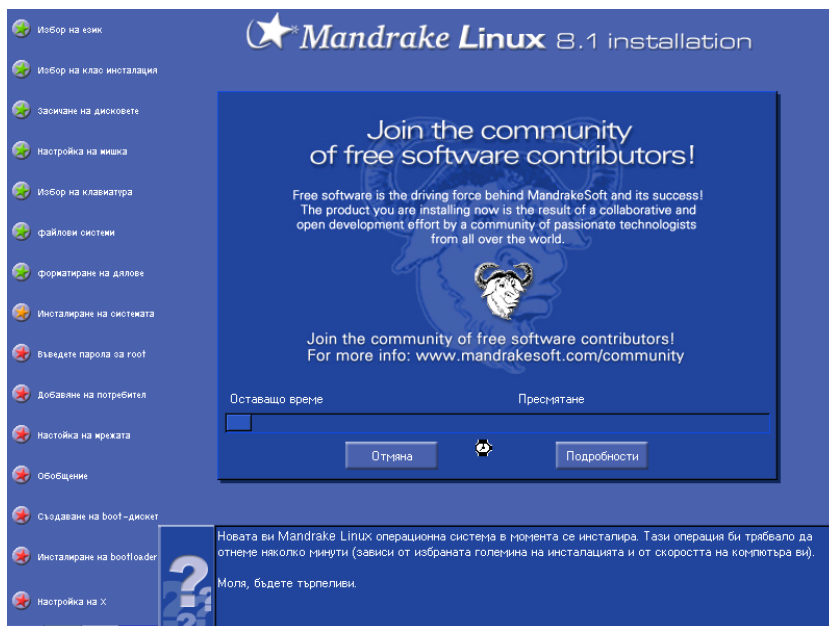 Mandrake Linux 8.1 installation
Избор на език
Избор на клас инсталация
Засичане на дисковете
Настройка на мишка
Избор на клавиатура
файлови системи
форматиране на дялове
Инсталиране на системата
Въведете парола за root
Добавяне на потребител
Настойка на мрежата
Обобщение
Създаване на boot-дискет
Инсталиране на bootloader
Настройка на X
Join the community
of free software contributors!
Free software is the driving force behind MandrakeSoft and its success!
The product you are installing now is the result of a collaborative and
open development effort by a community of passionate technologists
from all over the world.
Join the community of free software contributors!
For more info: www.mandrakesoft.com/community
Оставащо време Пресмятане
Отмяна Подробности
Новата ви Mandrake Linux операционна система в момента се инсталира. Тази операция би трябвало да
отнеме няколко минути (зависи от избраната големина на инсталацията и от скоростта на компютъра ви).
Моля, бъдете търпеливи.